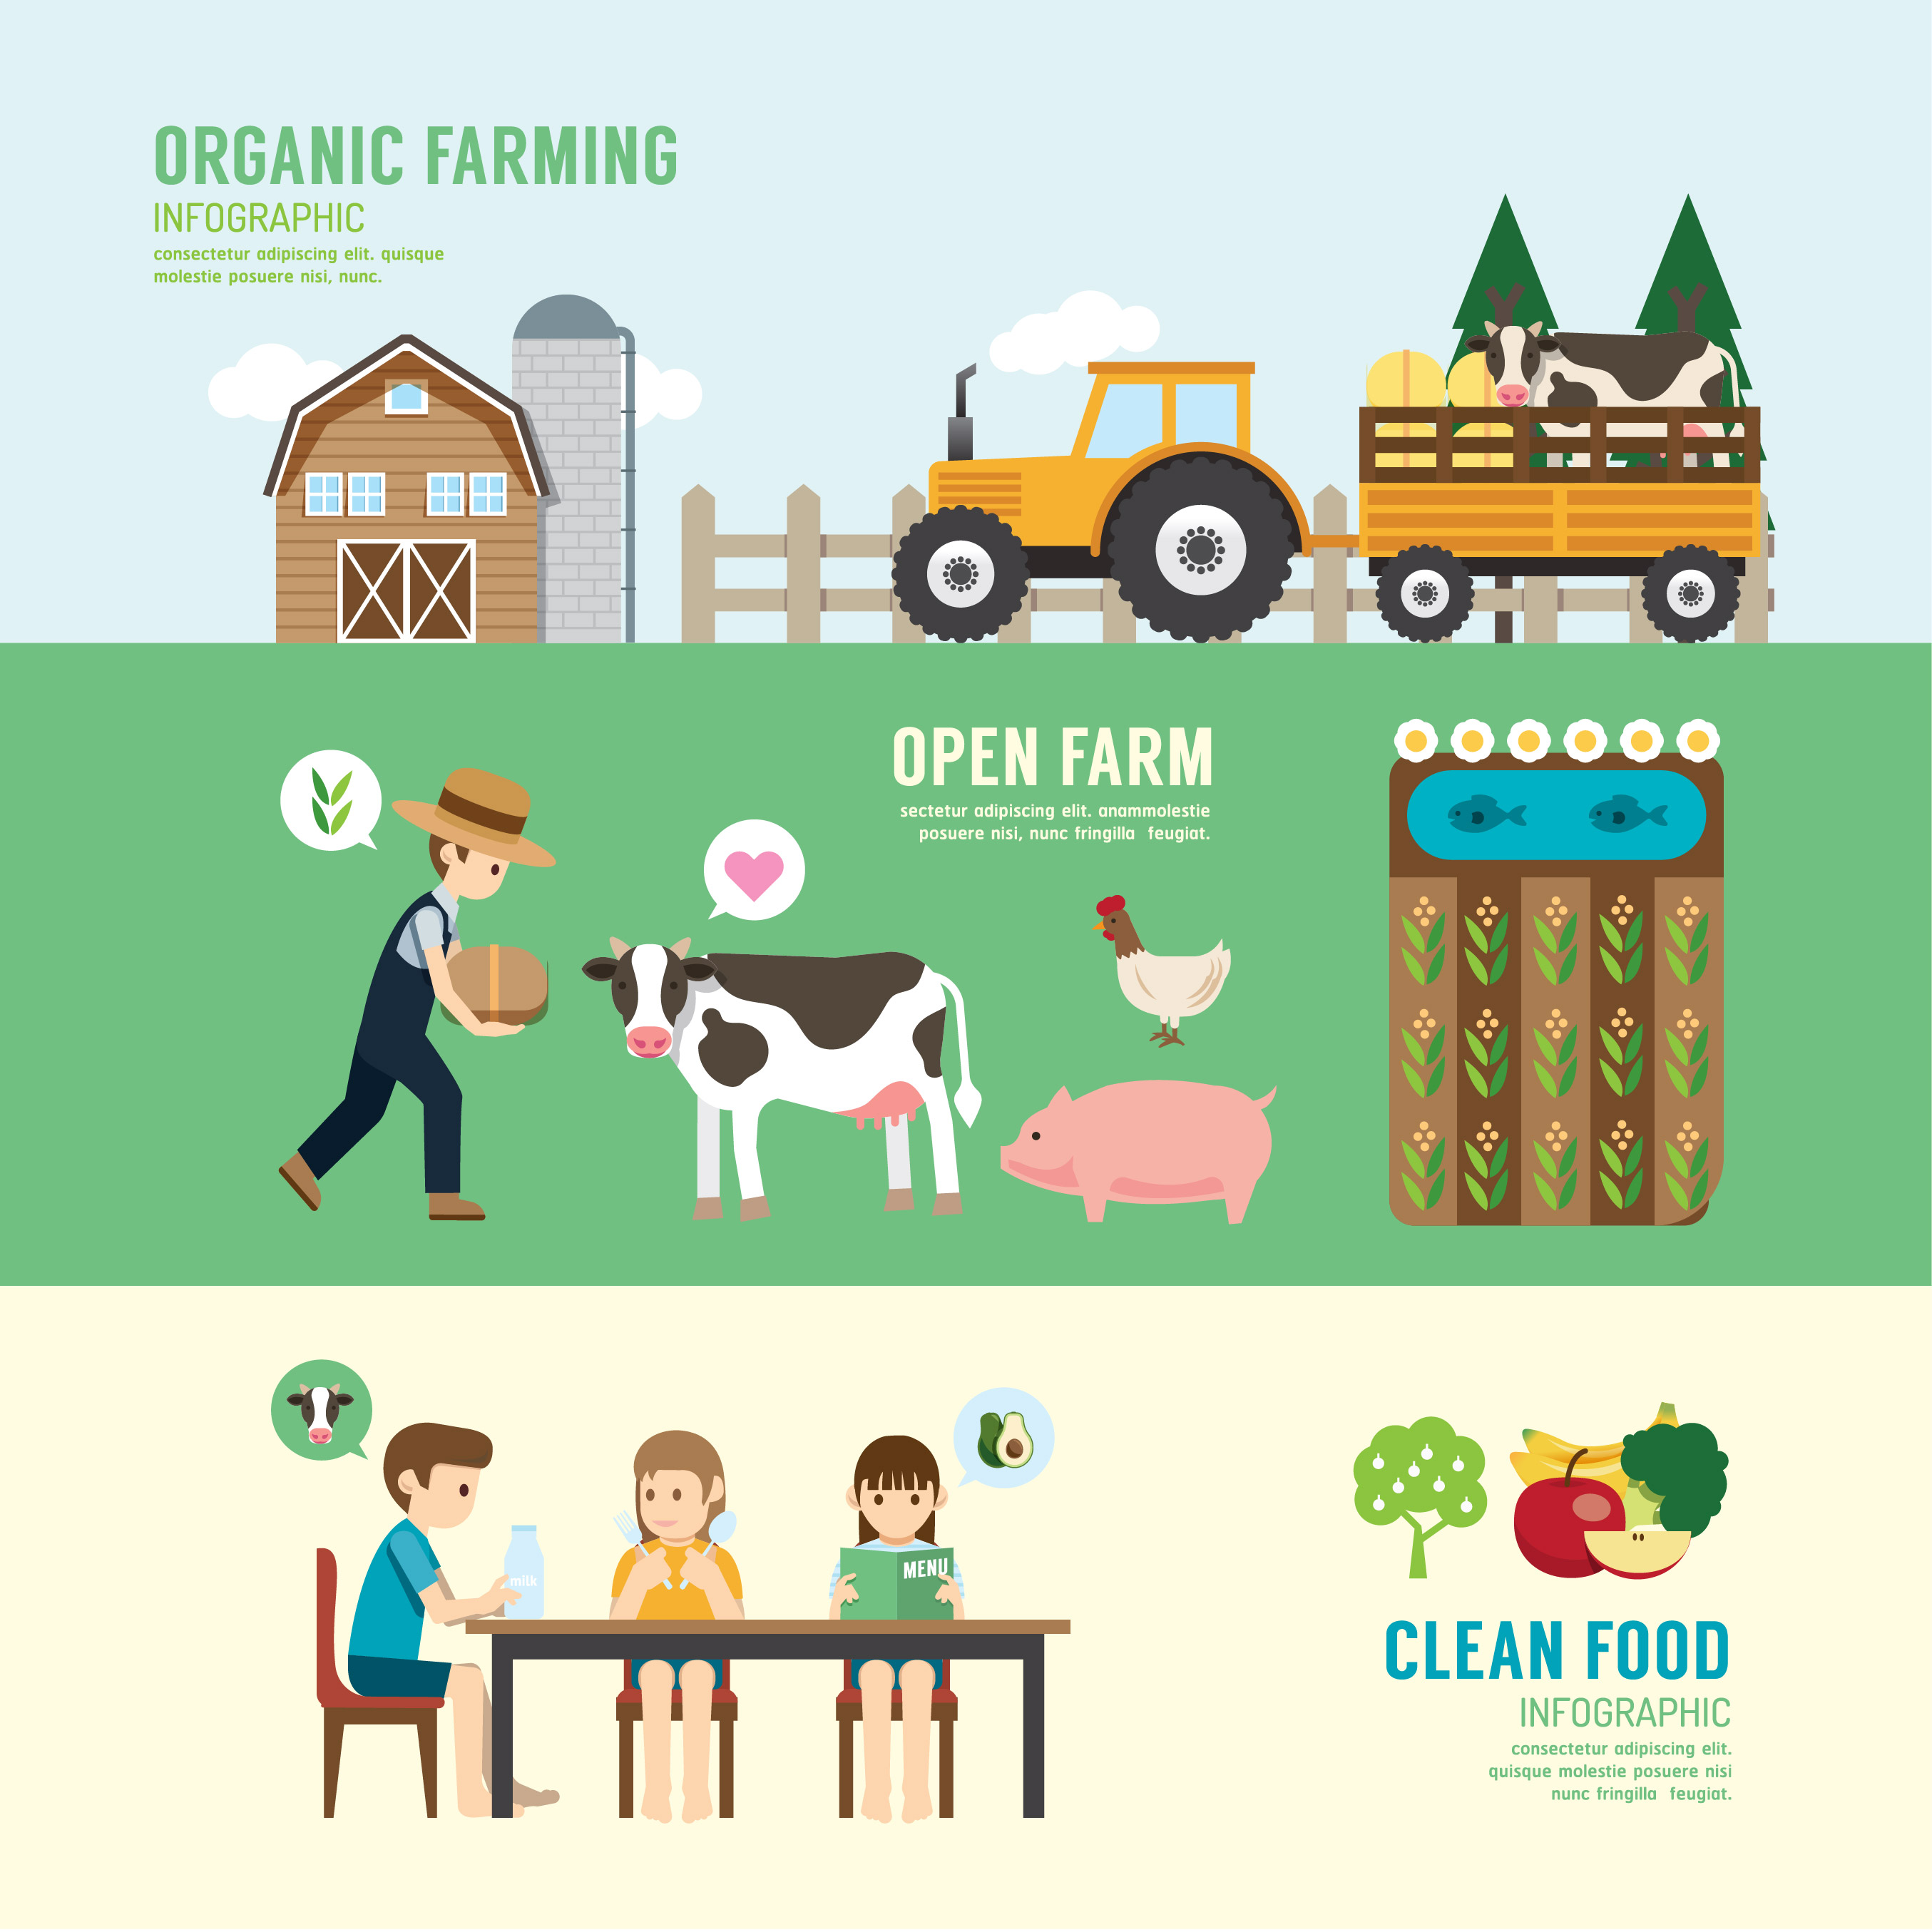 ORGANIC FARMING
INFOGRAPHIC
consectetur adipiscing elit. quisque
molestie posuere nisi, nunc.
OPEN FARM
sectetur adipiscing elit. anammolestie
posuere nisi, nunc fringilla feugiat.
milk
MENU
CLEAN FOOD
INFOGRAPHIC
consectetur adipiscing elit.
quisque molestie posuere nisi
nunc fringilla feugiat.